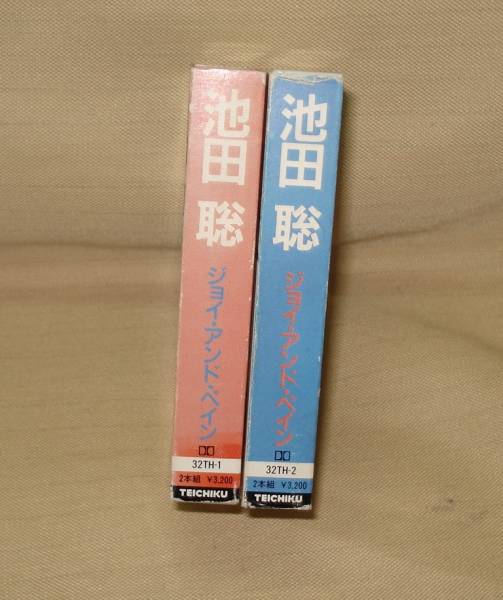 池田聡
ジョイ・アンド・ペイン
32TH-1
2本組 ¥3,200
TEICHIKU
池田聡
ジョイ・アンド・ペイン
32TH-2
2本組 ¥3,200
TEICHIKU